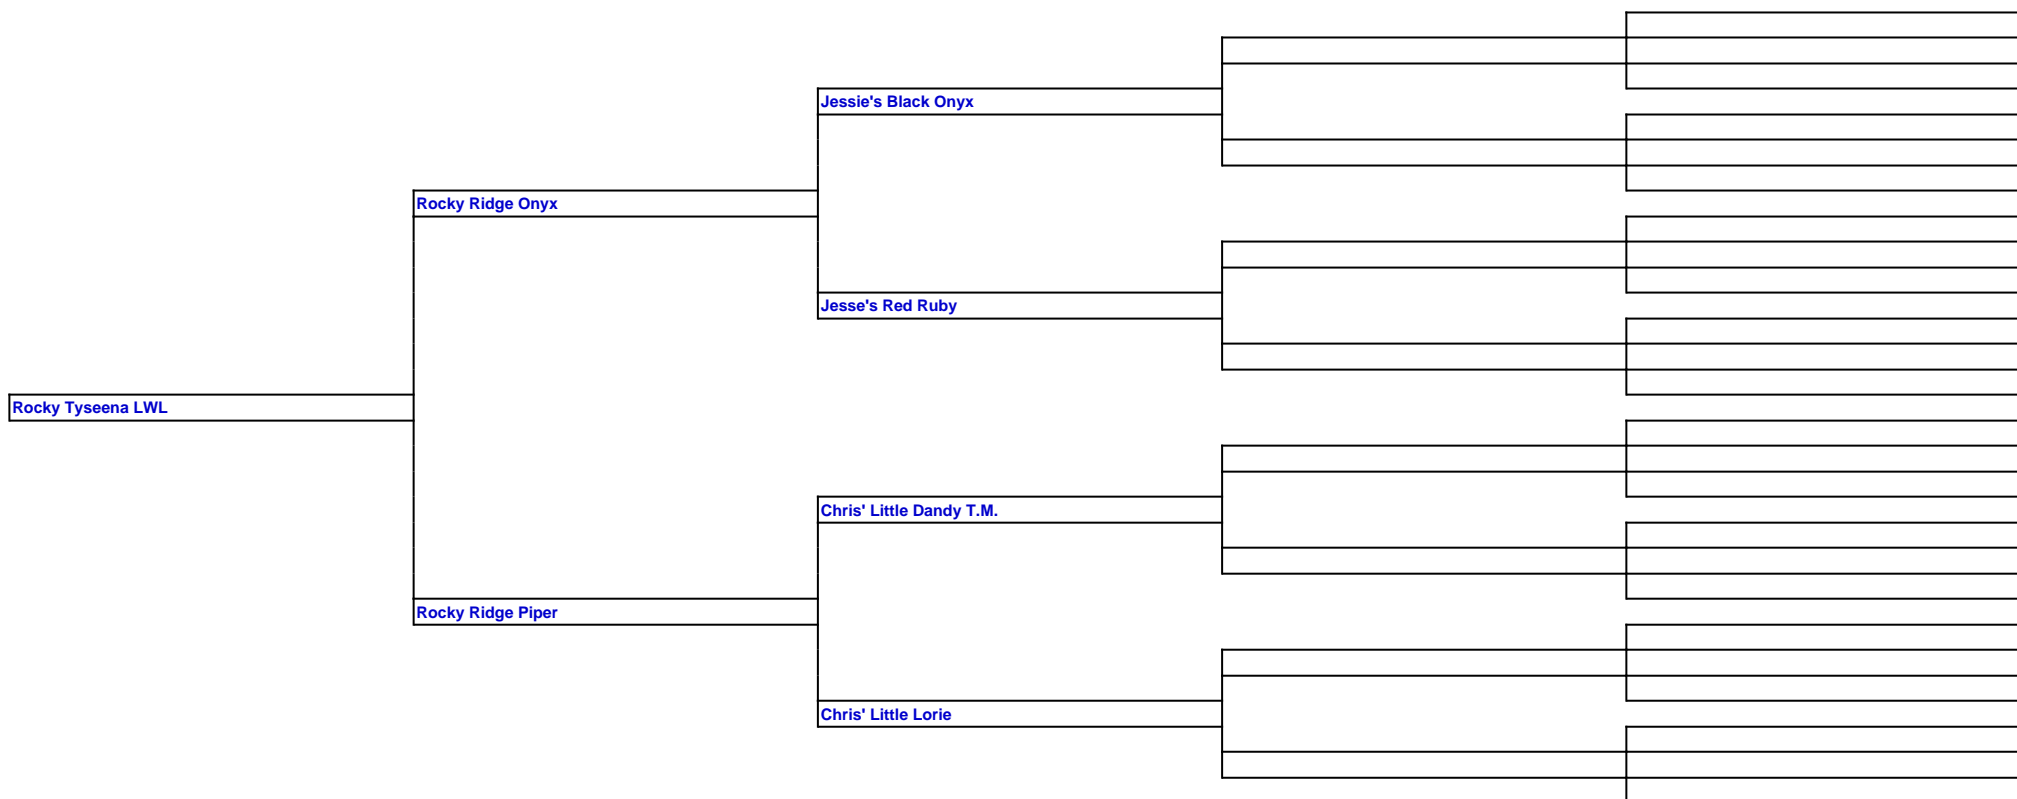 Jessie's Black Onyx
Rocky Ridge Onyx
Jesse's Red Ruby
Rocky Tyseena LWL
Chris' Little Dandy T.M.
Rocky Ridge Piper
Chris' Little Lorie